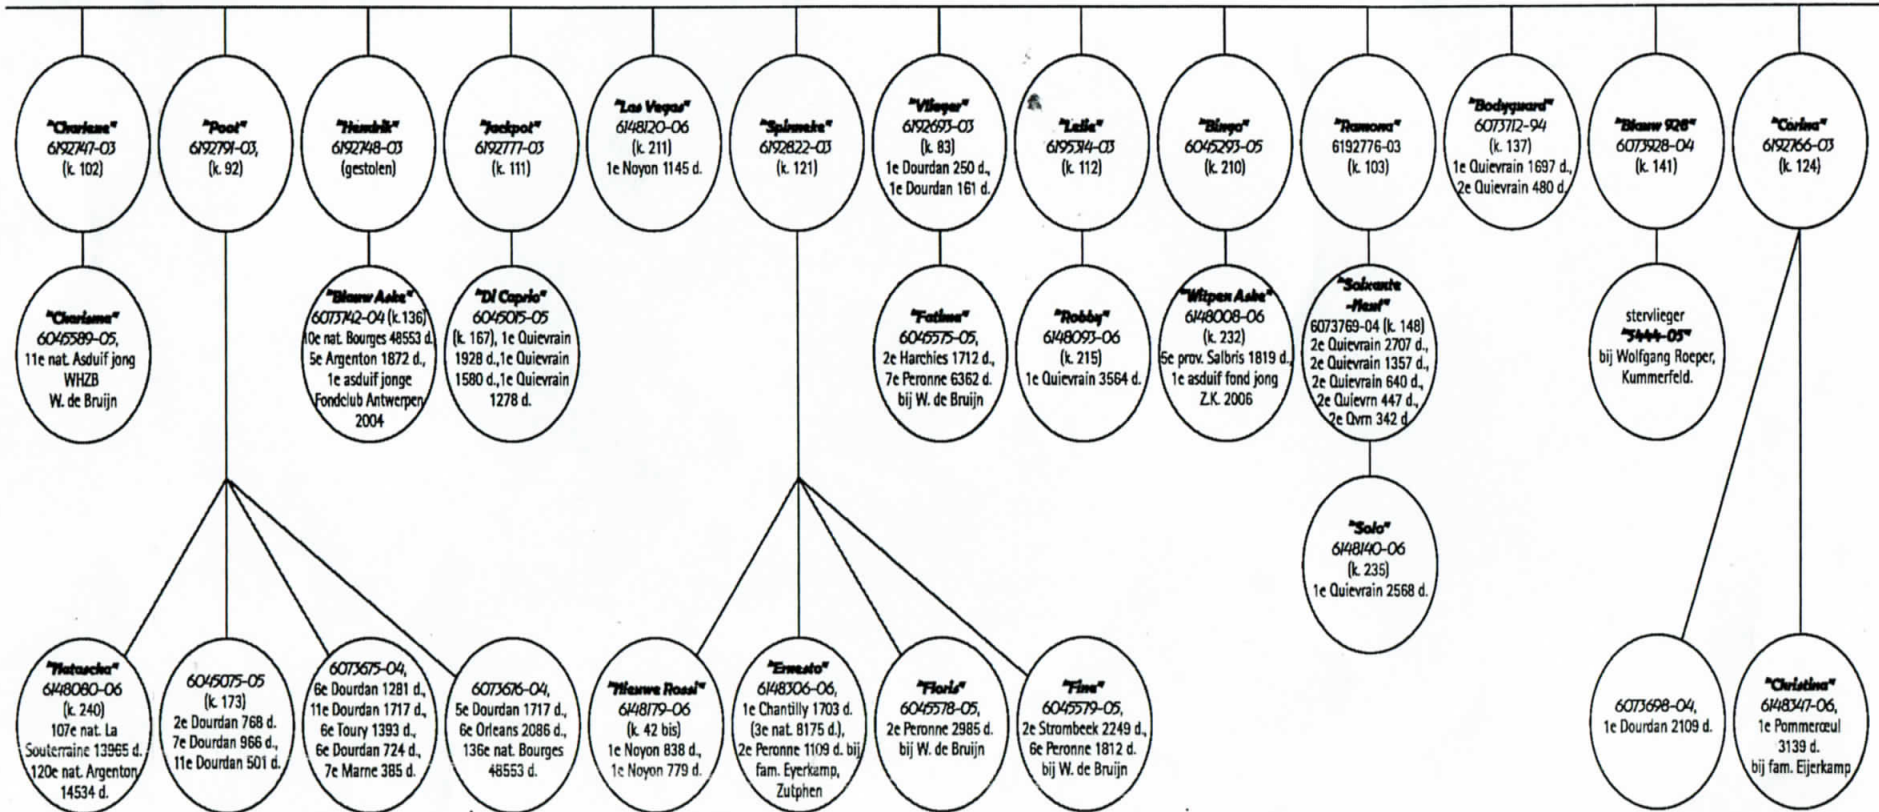 "Charlene"
6192747-03
(k. 102)
"Poot"
6192791-03,
(k. 92)
"Hendrik"
6192748-03
(gestolen)
"Jackpot"
6192777-03
(k. 111)
"Las Vegas"
6148120-06
(k. 211)
1e Noyon 1145 d.
"Spinneke"
6192822-03
(k. 121)
"Vlieger"
6192693-03
(k. 83)
1e Dourdan 250 d.,
1e Dourdan 161 d.
"Lelie"
6195314-03
(k. 112)
"Bingo"
6045293-05
(k. 210)
"Ramona"
6192776-03
(k. 103)
"Bodyguard"
6073712-94
(k. 137)
1e Quievrain 1697 d.,
2e Quievrain 480 d.
"Blauw 928"
6073928-04
(k. 141)
"Corina"
6192766-03
(k. 124)
"Charisma"
6045589-05,
11e nat. Asduif jong
WHZB
W. de Bruijn
"Blauw Aske"
6073742-04 (k.136)
10e nat. Bourges 48553 d.
5e Argenton 1872 d.,
1e asduif jonge
Fondclub Antwerpen
2004
"Di Caprio"
6045015-05
(k. 167), 1e Quievrain
1928 d.,1e Quievrain
1580 d.,1e Quievrain
1278 d.
"Fatima"
6045575-05,
2e Harchies 1712 d.,
7e Peronne 6362 d.
bij W. de Bruijn
"Robby"
6148093-06
(k. 215)
1e Quievrain 3564 d.
"Witpen Aske"
6148008-06
(k. 232)
5e prov. Salbris 1819 d.,
1e asduif fond jong
Z.K. 2006
"Soixante
-Neuf"
6073769-04 (k. 148)
2e Quievrain 2707 d.,
2e Quievrain 1357 d.,
2e Quievrain 640 d.,
2e Quievrn 447 d.,
2e Qvrn 342 d
stervlieger
"5444-05"
bij Wolfgang Roeper,
Kummerfeld.
"Solo"
6148140-06
(k. 235)
1e Quievrain 2568 d.
"Natascha"
6148080-06
(k. 240)
107e nat. La
Souterraine 13965 d.
120e nat. Argenton
14534 d.
6045075-05
(k. 173)
2e Dourdan 768 d.
7e Dourdan 966 d.,
11e Dourdan 501 d.
6073675-04,
6e Dourdan 1281 d.,
11e Dourdan 1717 d.,
6e Toury 1393 d.,
6e Dourdan 724 d.,
7e Marne 385 d.
6073676-04,
5e Dourdan 1717 d.,
6e Orleans 2086 d.,
136e nat. Bourges
48553 d.
"Nieuwe Rossi"
6148179-06
(k. 42 bis)
1e Noyon 838 d.,
1e Noyon 779 d.
"Ernesto"
6148306-06,
1e Chantilly 1703 d.
(3e nat. 8175 d.),
2e Peronne 1109 d. bij
fam. Eyerkamp,
Zutphen
"Floris"
6045578-05,
2e Peronne 2985 d.
bij W. de Bruijn
"Fine"
6045579-05,
2e Strombeek 2249 d.,
6e Peronne 1812 d.
bij W. de Bruijn
6073698-04,
1e Dourdan 2109 d.
"Christina"
6148347-06,
1e Pommerœul
3139 d.
bij fam. Eijerkamp